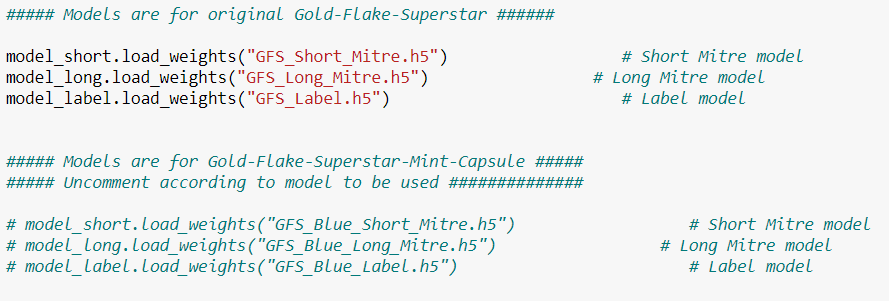 ##### Models are for original Gold-Flake-Superstar ######
model_short.load_weights("GFS_Short_Mitre.h5") # Short Mitre model
model_long.load_weights("GFS_Long_Mitre.h5") # Long Mitre model
model_label.load_weights("GFS_Label.h5") # Label model
##### Models are for Gold-Flake-Superstar-Mint-Capsule #####
##### Uncomment according to model to be used ##############
# model_short.load_weights("GFS_Blue_Short_Mitre.h5") # Short Mitre model
# model_long.load_weights("GFS_Blue_Long_Mitre.h5") # Long Mitre model
# model_label.load_weights("GFS_Blue_Label.h5") # Label model